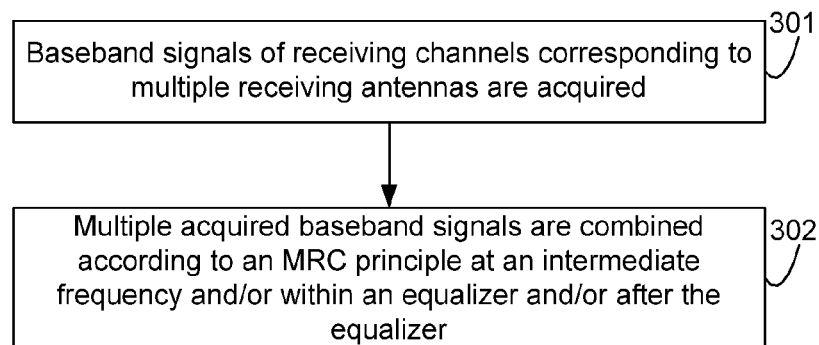 301
Baseband signals of receiving channels corresponding to
multiple receiving antennas are acquired
302
Multiple acquired baseband signals are combined
according to an MRC principle at an intermediate
frequency and/or within an equalizer and/or after the
equalizer